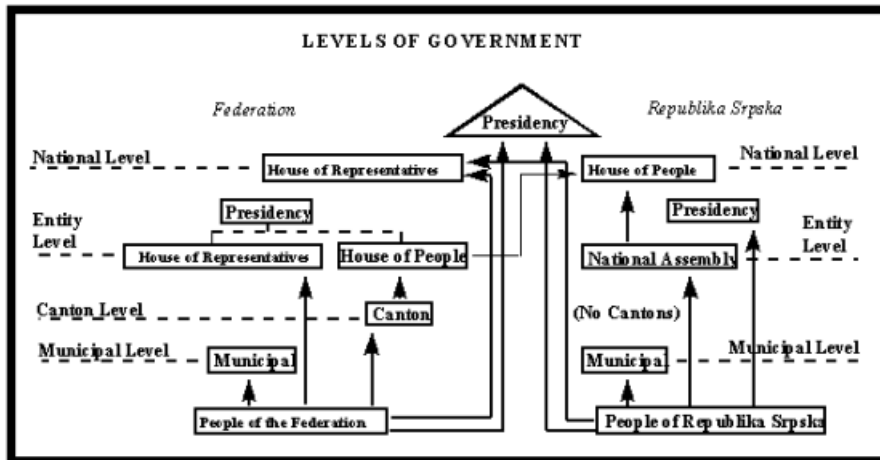 LEVELS OF GOVERNMENT
Federation
Republika Srpska
Presidency
National Level
House of Representatives
House of People
National Level
Presidency
Presidency
Entity
Level
House of Representatives
House of People
National Assembly
Entity
Level
Canton Level
Canton
(No Cantons)
Municipal Level
Municipal
Municipal
Municipal Level
People of the Federation
People of Republika Srpska